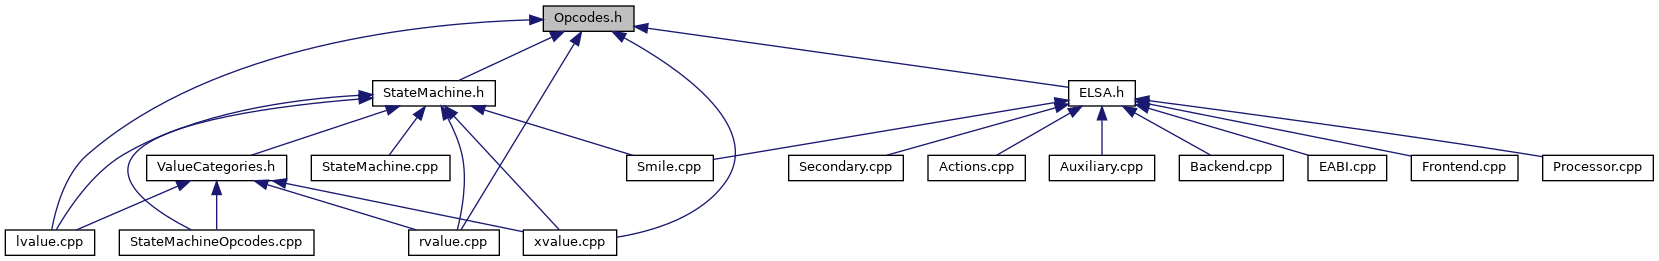 Opcodes.h
StateMachine.h
ELSA.h
ValueCategories.h
StateMachine.cpp
Smile.cpp
Secondary.cpp
Actions.cpp
Auxiliary.cpp
Backend.cpp
EABI.cpp
Frontend.cpp
Processor.cpp
lvalue.cpp
StateMachineOpcodes.cpp
rvalue.cpp
xvalue.cpp